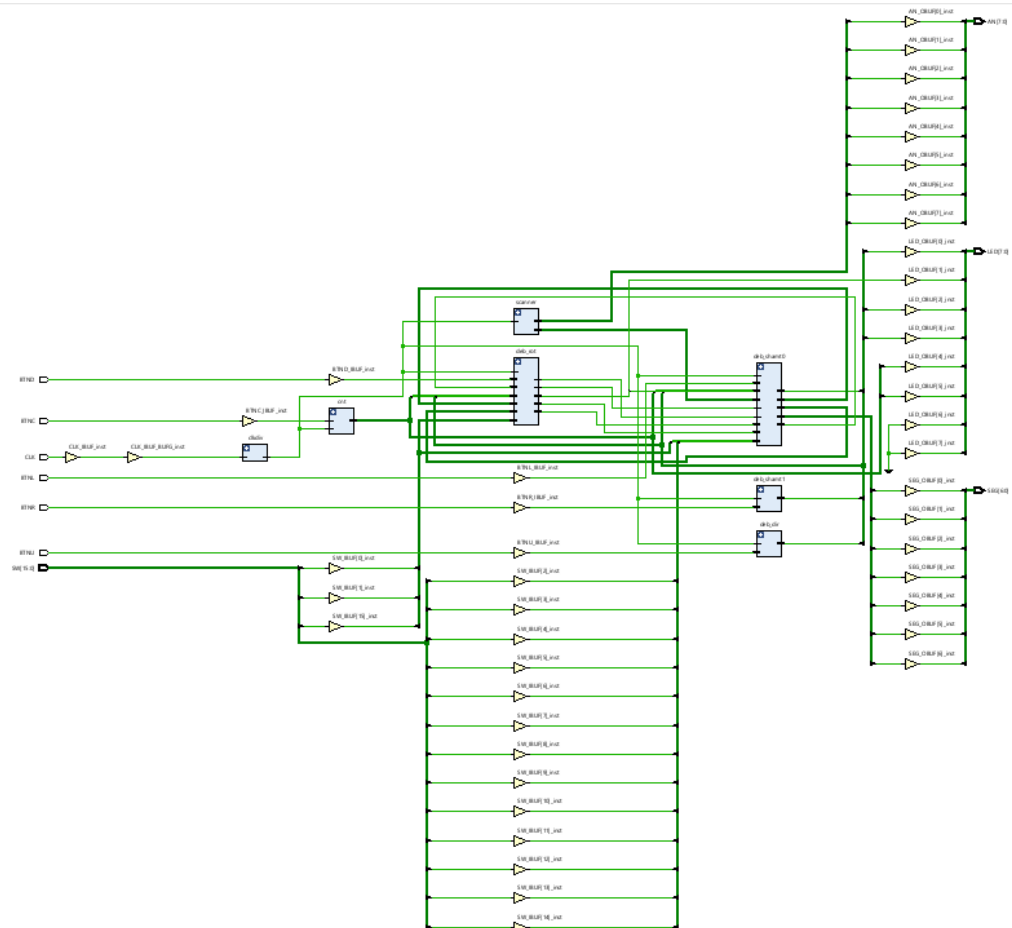 AN_OBUF[0]_inst
AN[7:0]
AN_OBUF[1]_inst
AN_OBUF[2]_inst
AN_OBUF[3]_inst
AN_OBUF[4]_inst
AN_OBUF[5]_inst
AN_OBUF[6]_inst
AN_OBUF[7]_inst
LED_OBUF[0]_inst
LED[7:0]
LED_OBUF[1]_inst
LED_OBUF[2]_inst
LED_OBUF[3]_inst
LED_OBUF[4]_inst
LED_OBUF[5]_inst
LED_OBUF[6]_inst
LED_OBUF[7]_inst
scanner
deb_shamt0
BTND
BTND_IBUF_inst
cnt
BTNC
BTNC_IBUF_inst
clkdiv
CLK
CLK_IBUF_inst
CLK_IBUF_BUFG_inst
BTNL
BTNL_IBUF_inst
deb_shamt1
BTNR
BTNR_IBUF_inst
deb_dir
BTNU
BTNU_IBUF_inst
SW[15:0]
SW_IBUF[0]_inst
SW_IBUF[1]_inst
SW_IBUF[15]_inst
SW_IBUF[2]_inst
SW_IBUF[3]_inst
SW_IBUF[4]_inst
SW_IBUF[5]_inst
SW_IBUF[6]_inst
SW_IBUF[7]_inst
SW_IBUF[8]_inst
SW_IBUF[9]_inst
SW_IBUF[10]_inst
SW_IBUF[11]_inst
SW_IBUF[12]_inst
SW_IBUF[13]_inst
SW_IBUF[14]_inst
SEG_OBUF[0]_inst
SEG[6:0]
SEG_OBUF[1]_inst
SEG_OBUF[2]_inst
SEG_OBUF[3]_inst
SEG_OBUF[4]_inst
SEG_OBUF[5]_inst
SEG_OBUF[6]_inst